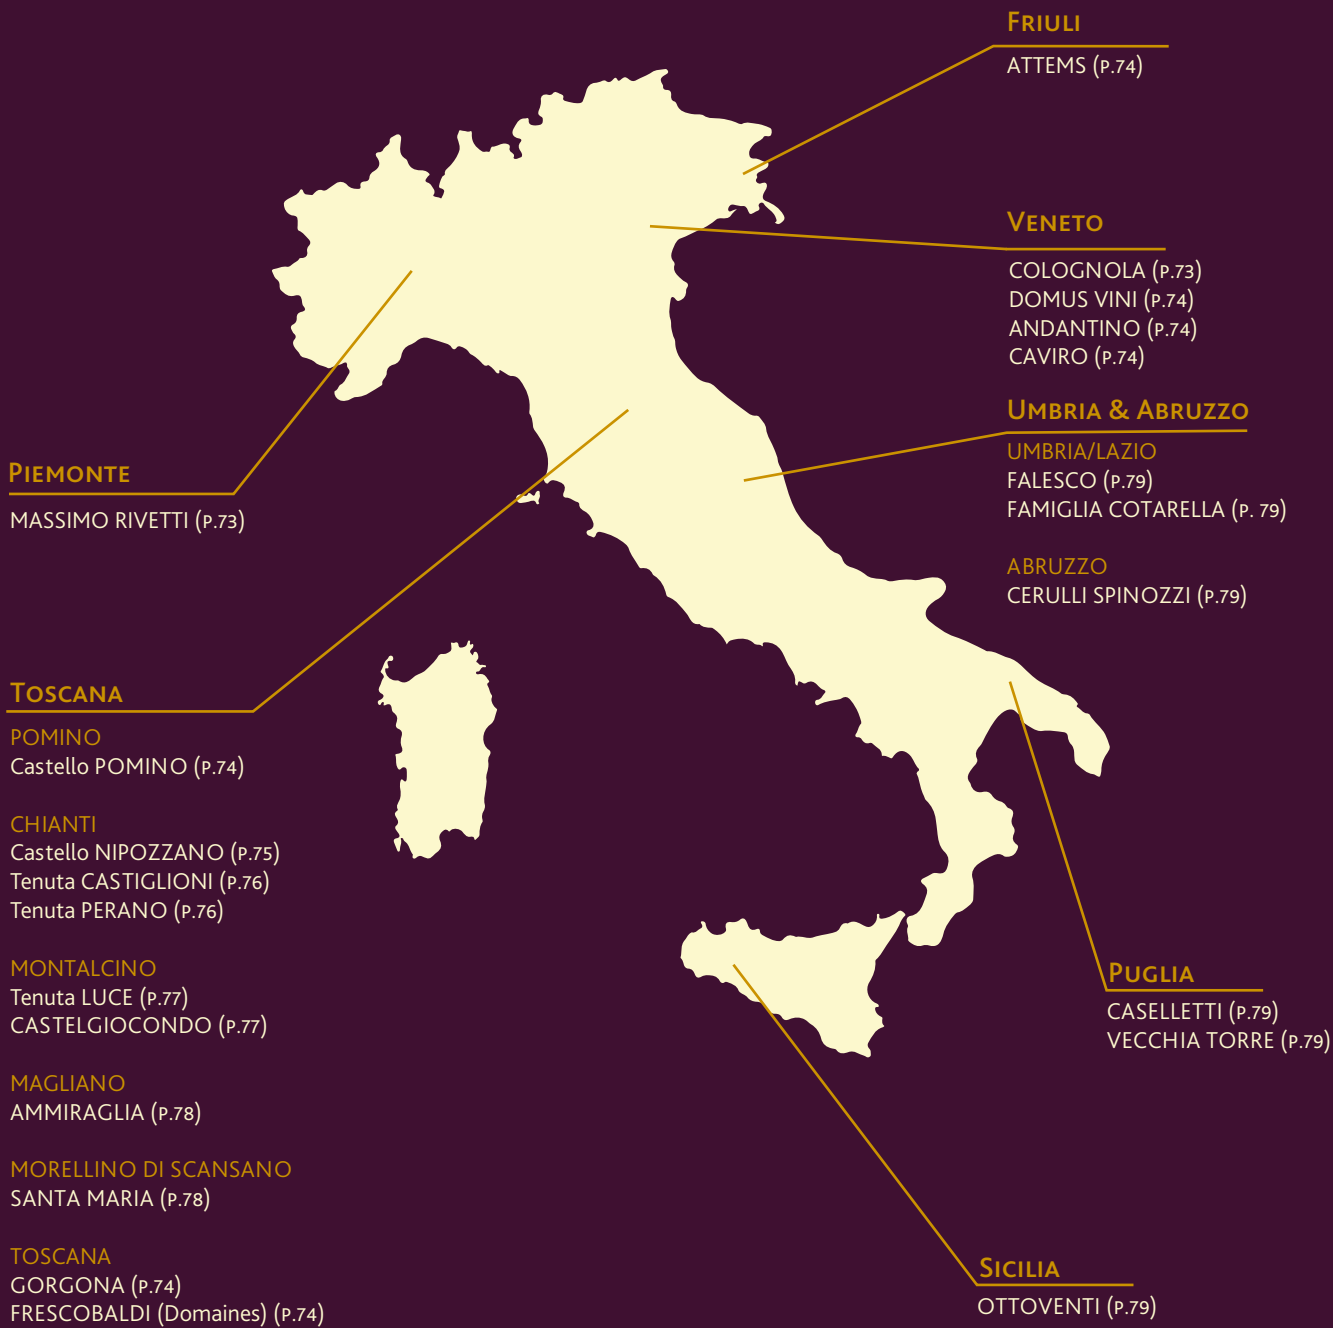 FRIULI
ATTEMS (P.74)
VENETO
COLOGNOLA (P.73)
DOMUS VINI (P.74)
ANDANTINO (P.74)
CAVIRO (P.74)
UMBRIA & ABRUZZO
UMBRIA/LAZIO
FALESCO (P.79)
FAMIGLIA COTARELLA (P. 79)
ABRUZZO
CERULLI SPINOZZI (P.79)
PIEMONTE
MASSIMO RIVETTI (P.73)
TOSCANA
POMINO
Castello POMINO (P.74)
CHIANTI
Castello NIPOZZANO (P.75)
Tenuta CASTIGLIONI (P.76)
Tenuta PERANO (P.76)
MONTALCINO
Tenuta LUCE (P.77)
CASTELGIOCONDO (P.77)
MAGLIANO
AMMIRAGLIA (P.78)
MORELLINO DI SCANSANO
SANTA MARIA (P.78)
TOSCANA
GORGONA (P.74)
FRESCOBALDI (Domaines) (P.74)
PUGLIA
CASELLETTI (P.79)
VECCHIA TORRE (P.79)
SICILIA
OTTOVENTI (P.79)